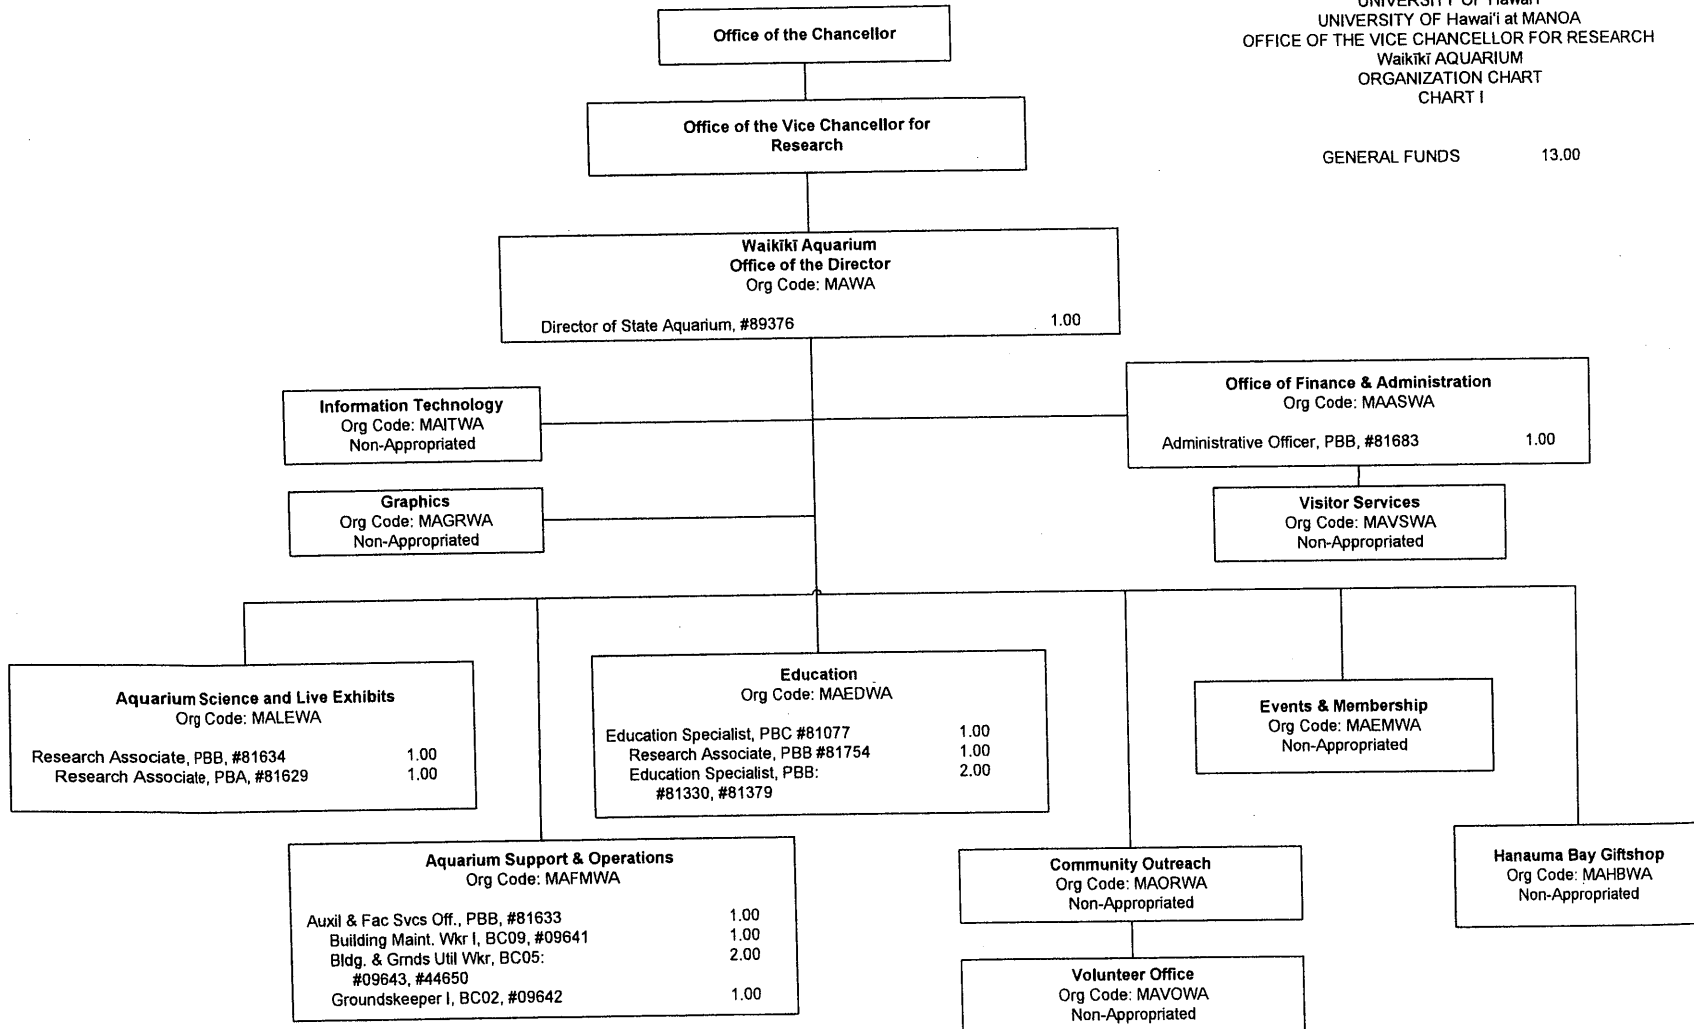 UNIVERSITY OF Hawai'i
UNIVERSITY OF Hawai'i at MANOA
OFFICE OF THE VICE CHANCELLOR FOR RESEARCH
Waikīkī AQUARIUM
ORGANIZATION CHART
CHART I
GENERAL FUNDS 13.00
Office of the Chancellor
Office of the Vice Chancellor for
Research
Waikīkī Aquarium
Office of the Director
Org Code: MAWA
Director of State Aquarium, #89376 1.00
Information Technology
Org Code: MAITWA
Non-Appropriated
Office of Finance & Administration
Org Code: MAASWA
Administrative Officer, PBB, #81683 1.00
Graphics
Org Code: MAGRWA
Non-Appropriated
Visitor Services
Org Code: MAVSWA
Non-Appropriated
Aquarium Science and Live Exhibits
Org Code: MALEWA
Research Associate, PBB, #81634 1.00
Research Associate, PBA, #81629 1.00
Education
Org Code: MAEDWA
Education Specialist, PBC #81077 1.00
Research Associate, PBB #81754 1.00
Education Specialist, PBB: 2.00
#81330, #81379
Events & Membership
Org Code: MAEMWA
Non-Appropriated
Aquarium Support & Operations
Org Code: MAFMWA
Auxil & Fac Svcs Off., PBB, #81633 1.00
Building Maint. Wkr I, BC09, #09641 1.00
Bldg. & Grnds Util Wkr, BC05: 2.00
#09643, #44650
Groundskeeper I, BC02, #09642 1.00
Community Outreach
Org Code: MAORWA
Non-Appropriated
Hanauma Bay Giftshop
Org Code: MAHBWA
Non-Appropriated
Volunteer Office
Org Code: MAVOWA
Non-Appropriated